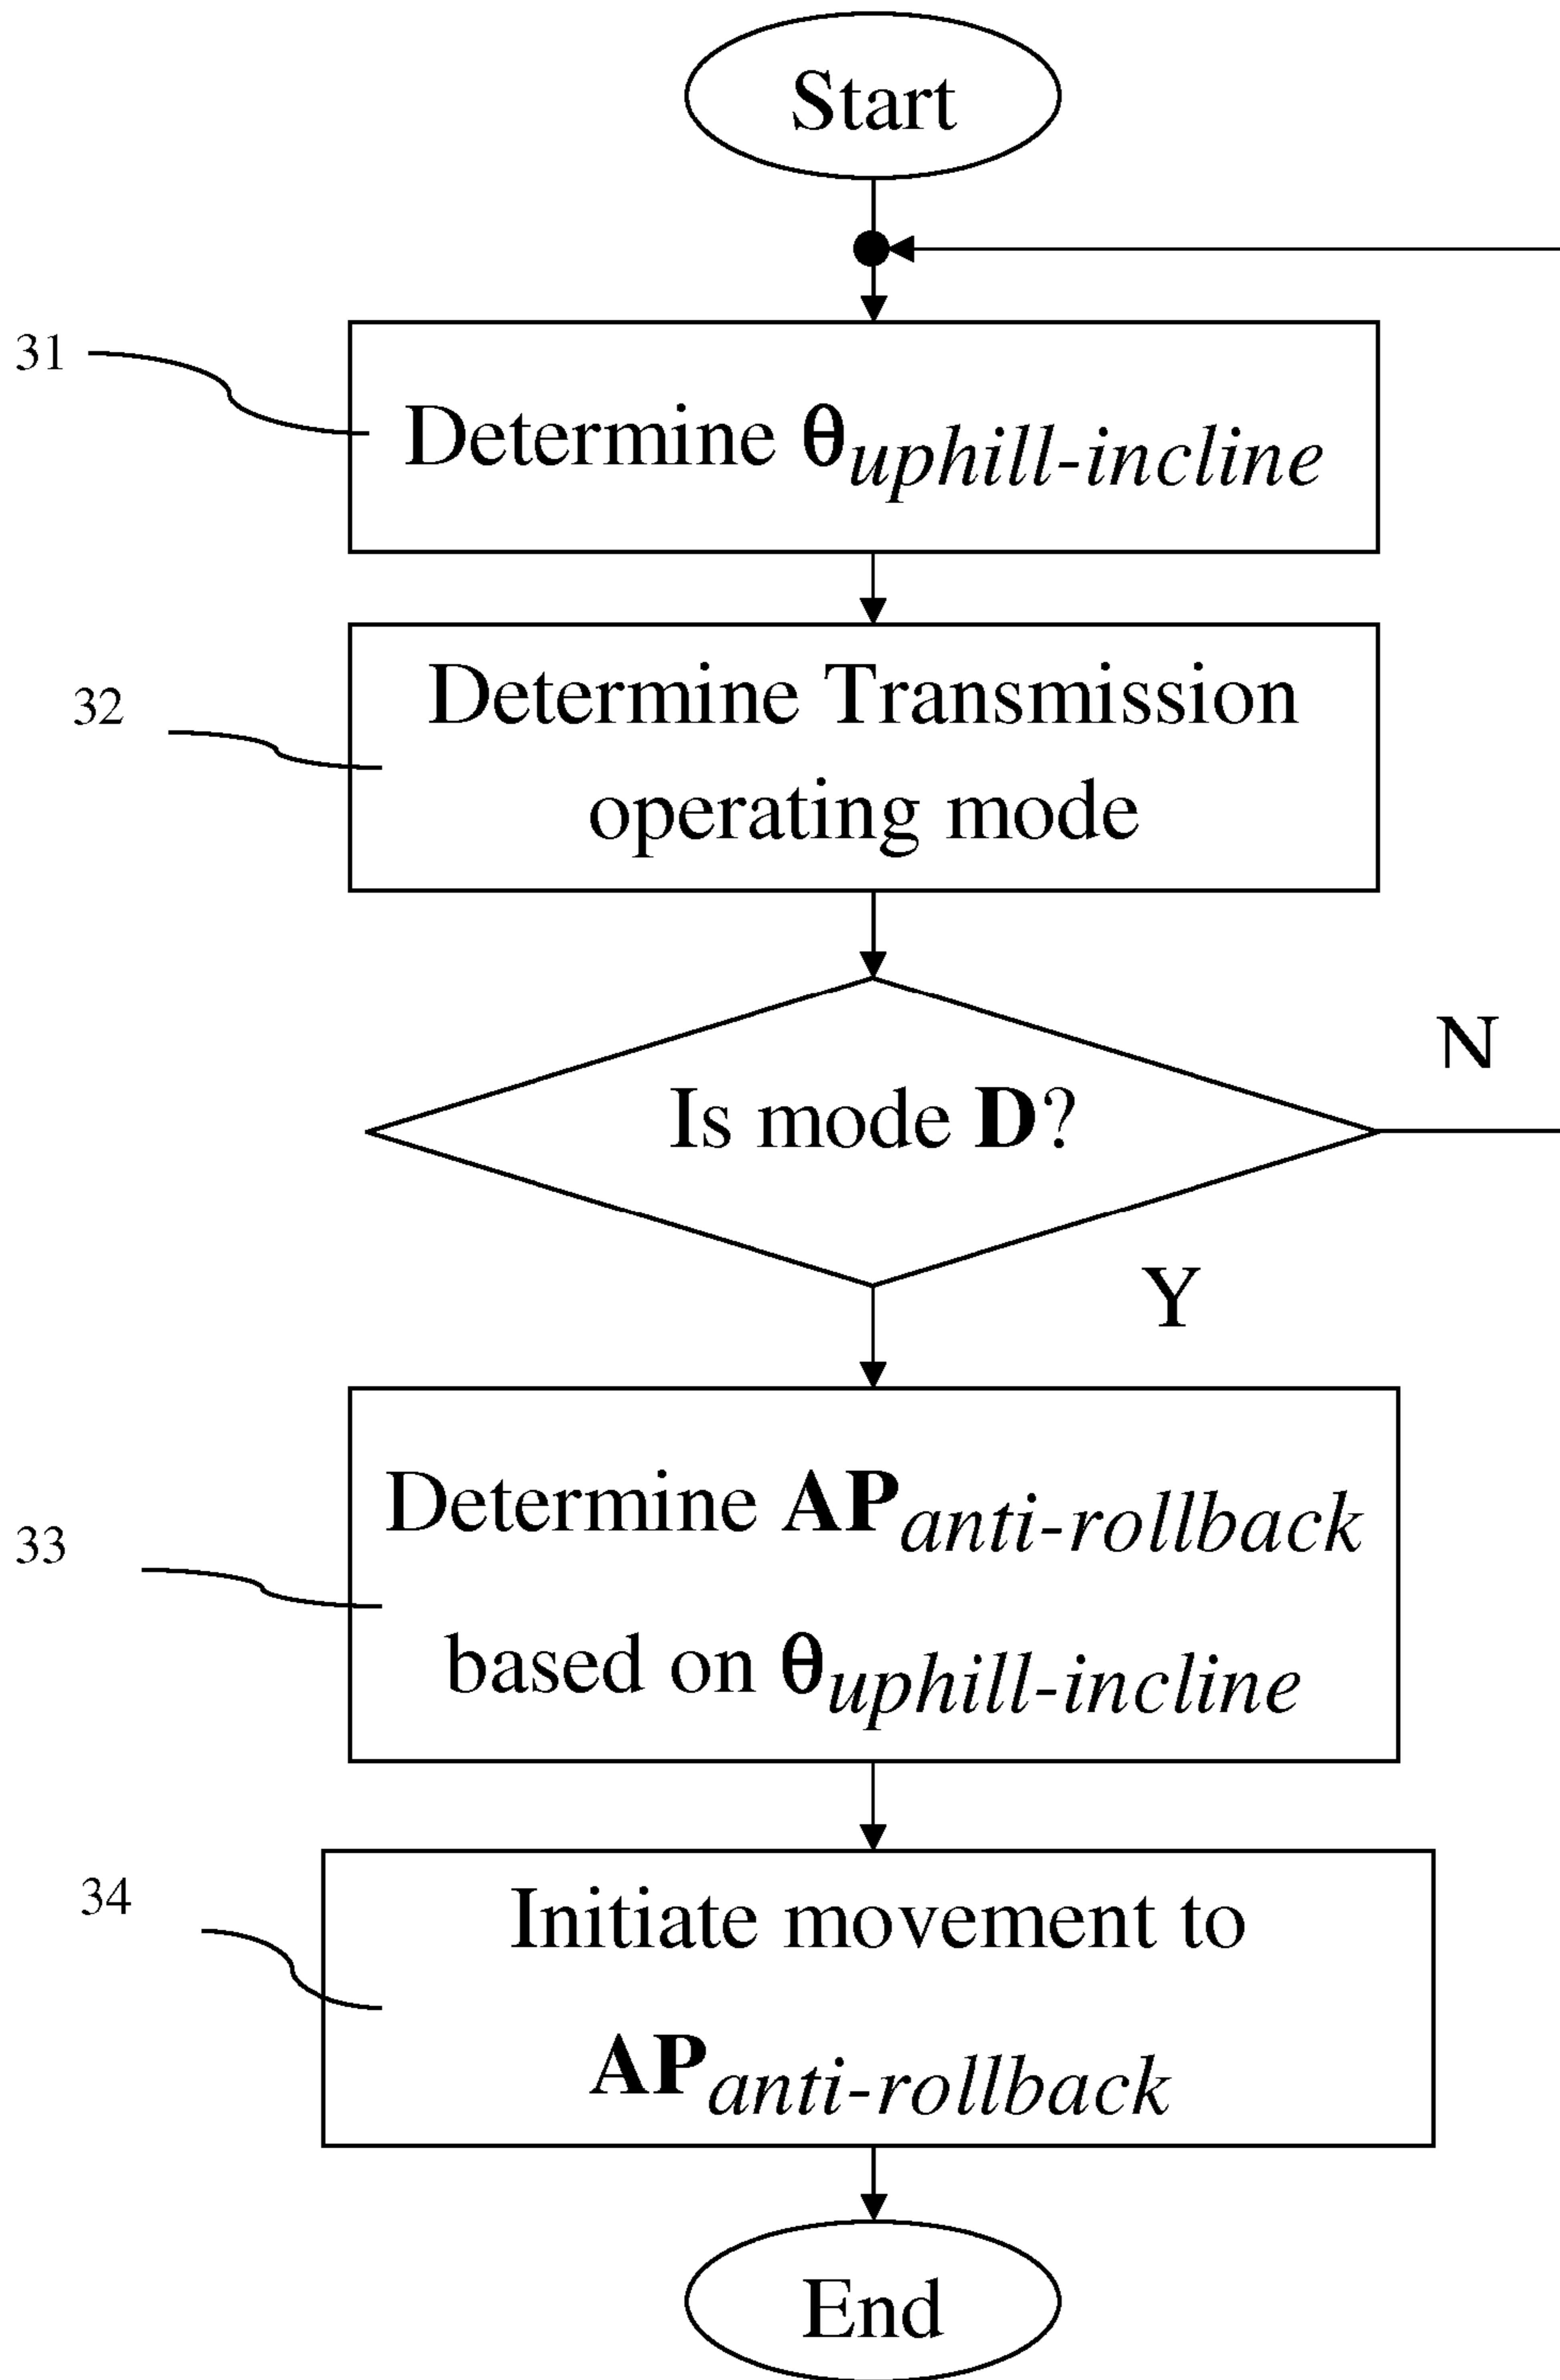 Start
31
Determine θuphill-incline
32
Determine Transmission
operating mode
Is mode D?
N
Y
33
Determine APanti-rollback
based on θuphill-incline
34
Initiate movement to
APanti-rollback
End